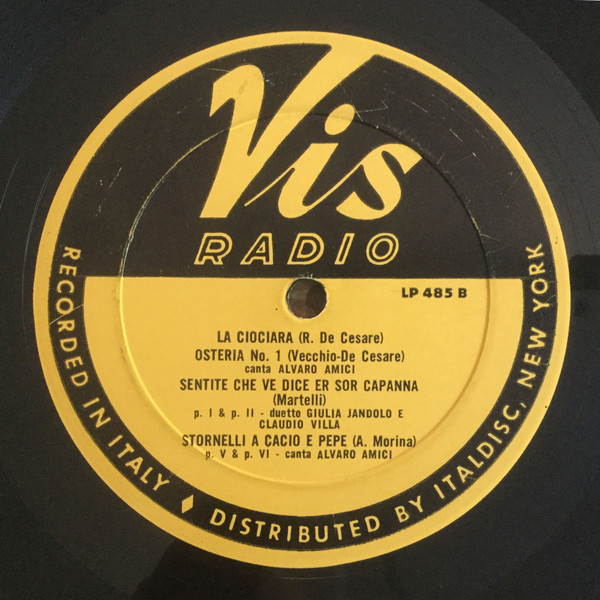 Vis
RADIO
LP 485 B
LA CIOCIARA (R. De Cesare)
OSTERIA No. 1 (Vecchio-De Cesare)
canta ALVARO AMICI
SENTITE CHE VE DICE ER SOR CAPANNA
(Martelli)
p. I & p. II - duetto GIULIA JANDOLO E
CLAUDIO VILLA
STORNELLI A CACIO E PEPE (A. Morina)
p. V & p. VI - canta ALVARO AMICI
RECORDED IN ITALY ♦ DISTRIBUTED BY ITALDISC, NEW YORK